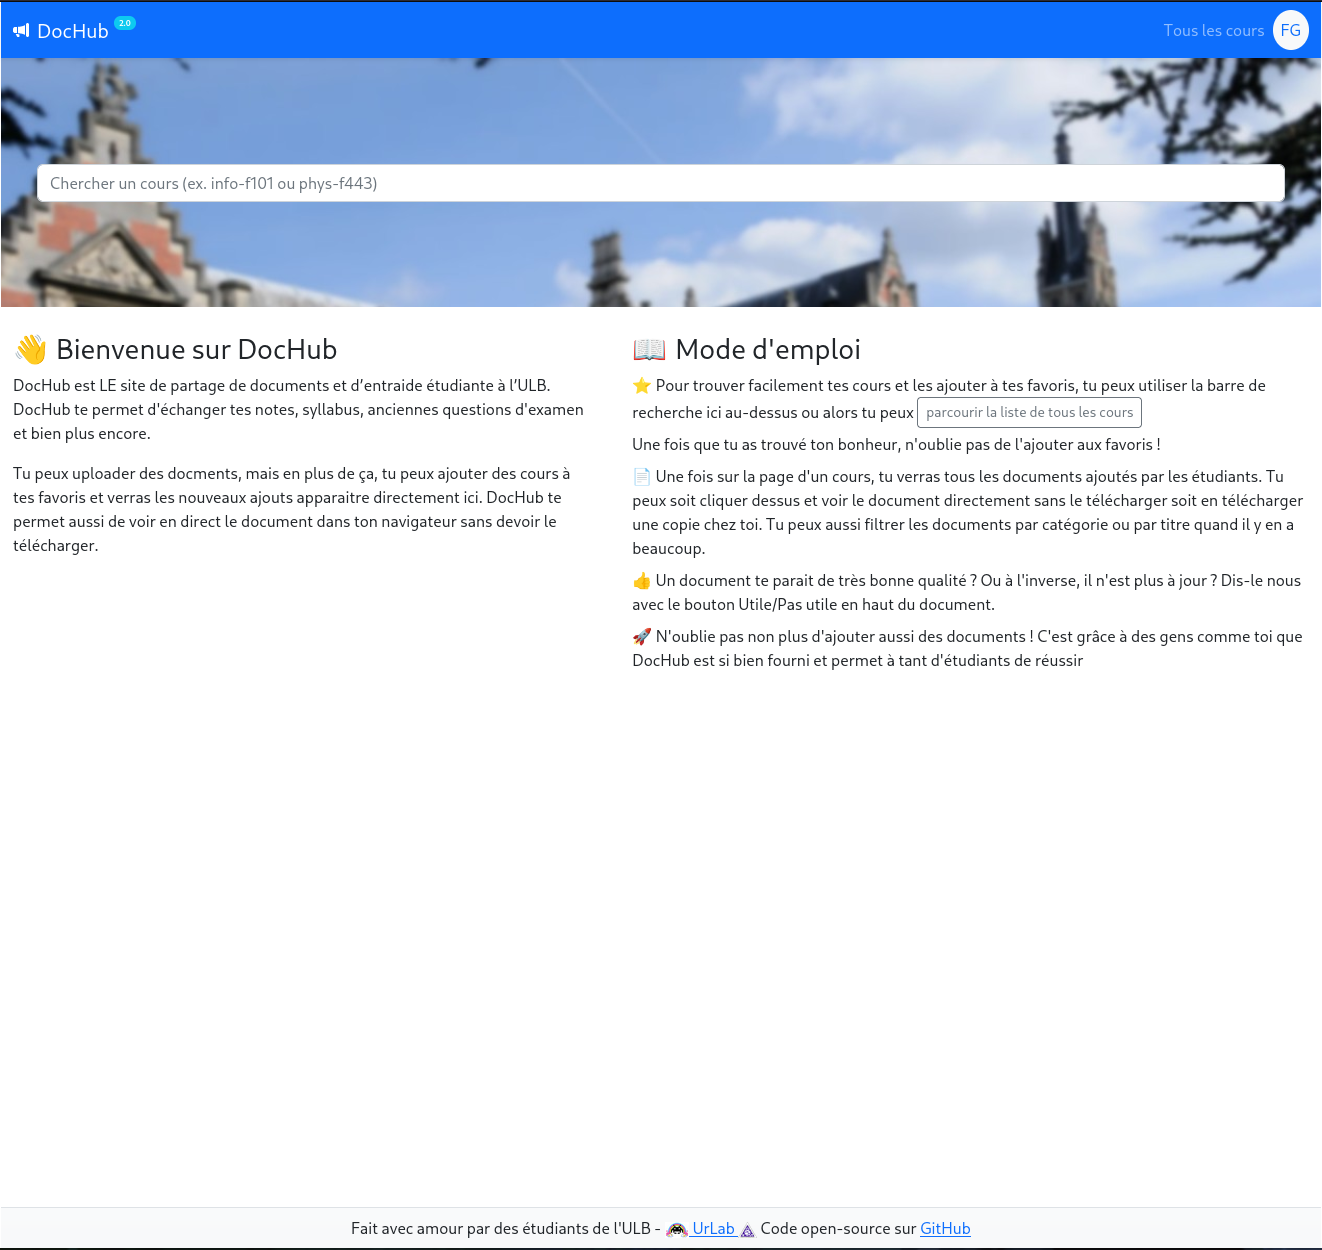 DocHub 2.0
Tous les cours FG
Chercher un cours (ex. info-f101 ou phys-f443)
👋 Bienvenue sur DocHub
DocHub est LE site de partage de documents et d’entraide étudiante à l’ULB.
DocHub te permet d'échanger tes notes, syllabus, anciennes questions d'examen
et bien plus encore.
Tu peux uploader des docments, mais en plus de ça, tu peux ajouter des cours à
tes favoris et verras les nouveaux ajouts apparaitre directement ici. DocHub te
permet aussi de voir en direct le document dans ton navigateur sans devoir le
télécharger.
📖 Mode d'emploi
⭐ Pour trouver facilement tes cours et les ajouter à tes favoris, tu peux utiliser la barre de
recherche ici au-dessus ou alors tu peux parcourir la liste de tous les cours
Une fois que tu as trouvé ton bonheur, n'oublie pas de l'ajouter aux favoris !
📄 Une fois sur la page d'un cours, tu verras tous les documents ajoutés par les étudiants. Tu
peux soit cliquer dessus et voir le document directement sans le télécharger soit en télécharger
une copie chez toi. Tu peux aussi filtrer les documents par catégorie ou par titre quand il y en a
beaucoup.
👍 Un document te parait de très bonne qualité ? Ou à l'inverse, il n'est plus à jour ? Dis-le nous
avec le bouton Utile/Pas utile en haut du document.
🚀 N'oublie pas non plus d'ajouter aussi des documents ! C'est grâce à des gens comme toi que
DocHub est si bien fourni et permet à tant d'étudiants de réussir
Fait avec amour par des étudiants de l'ULB - UrLab Code open-source sur GitHub